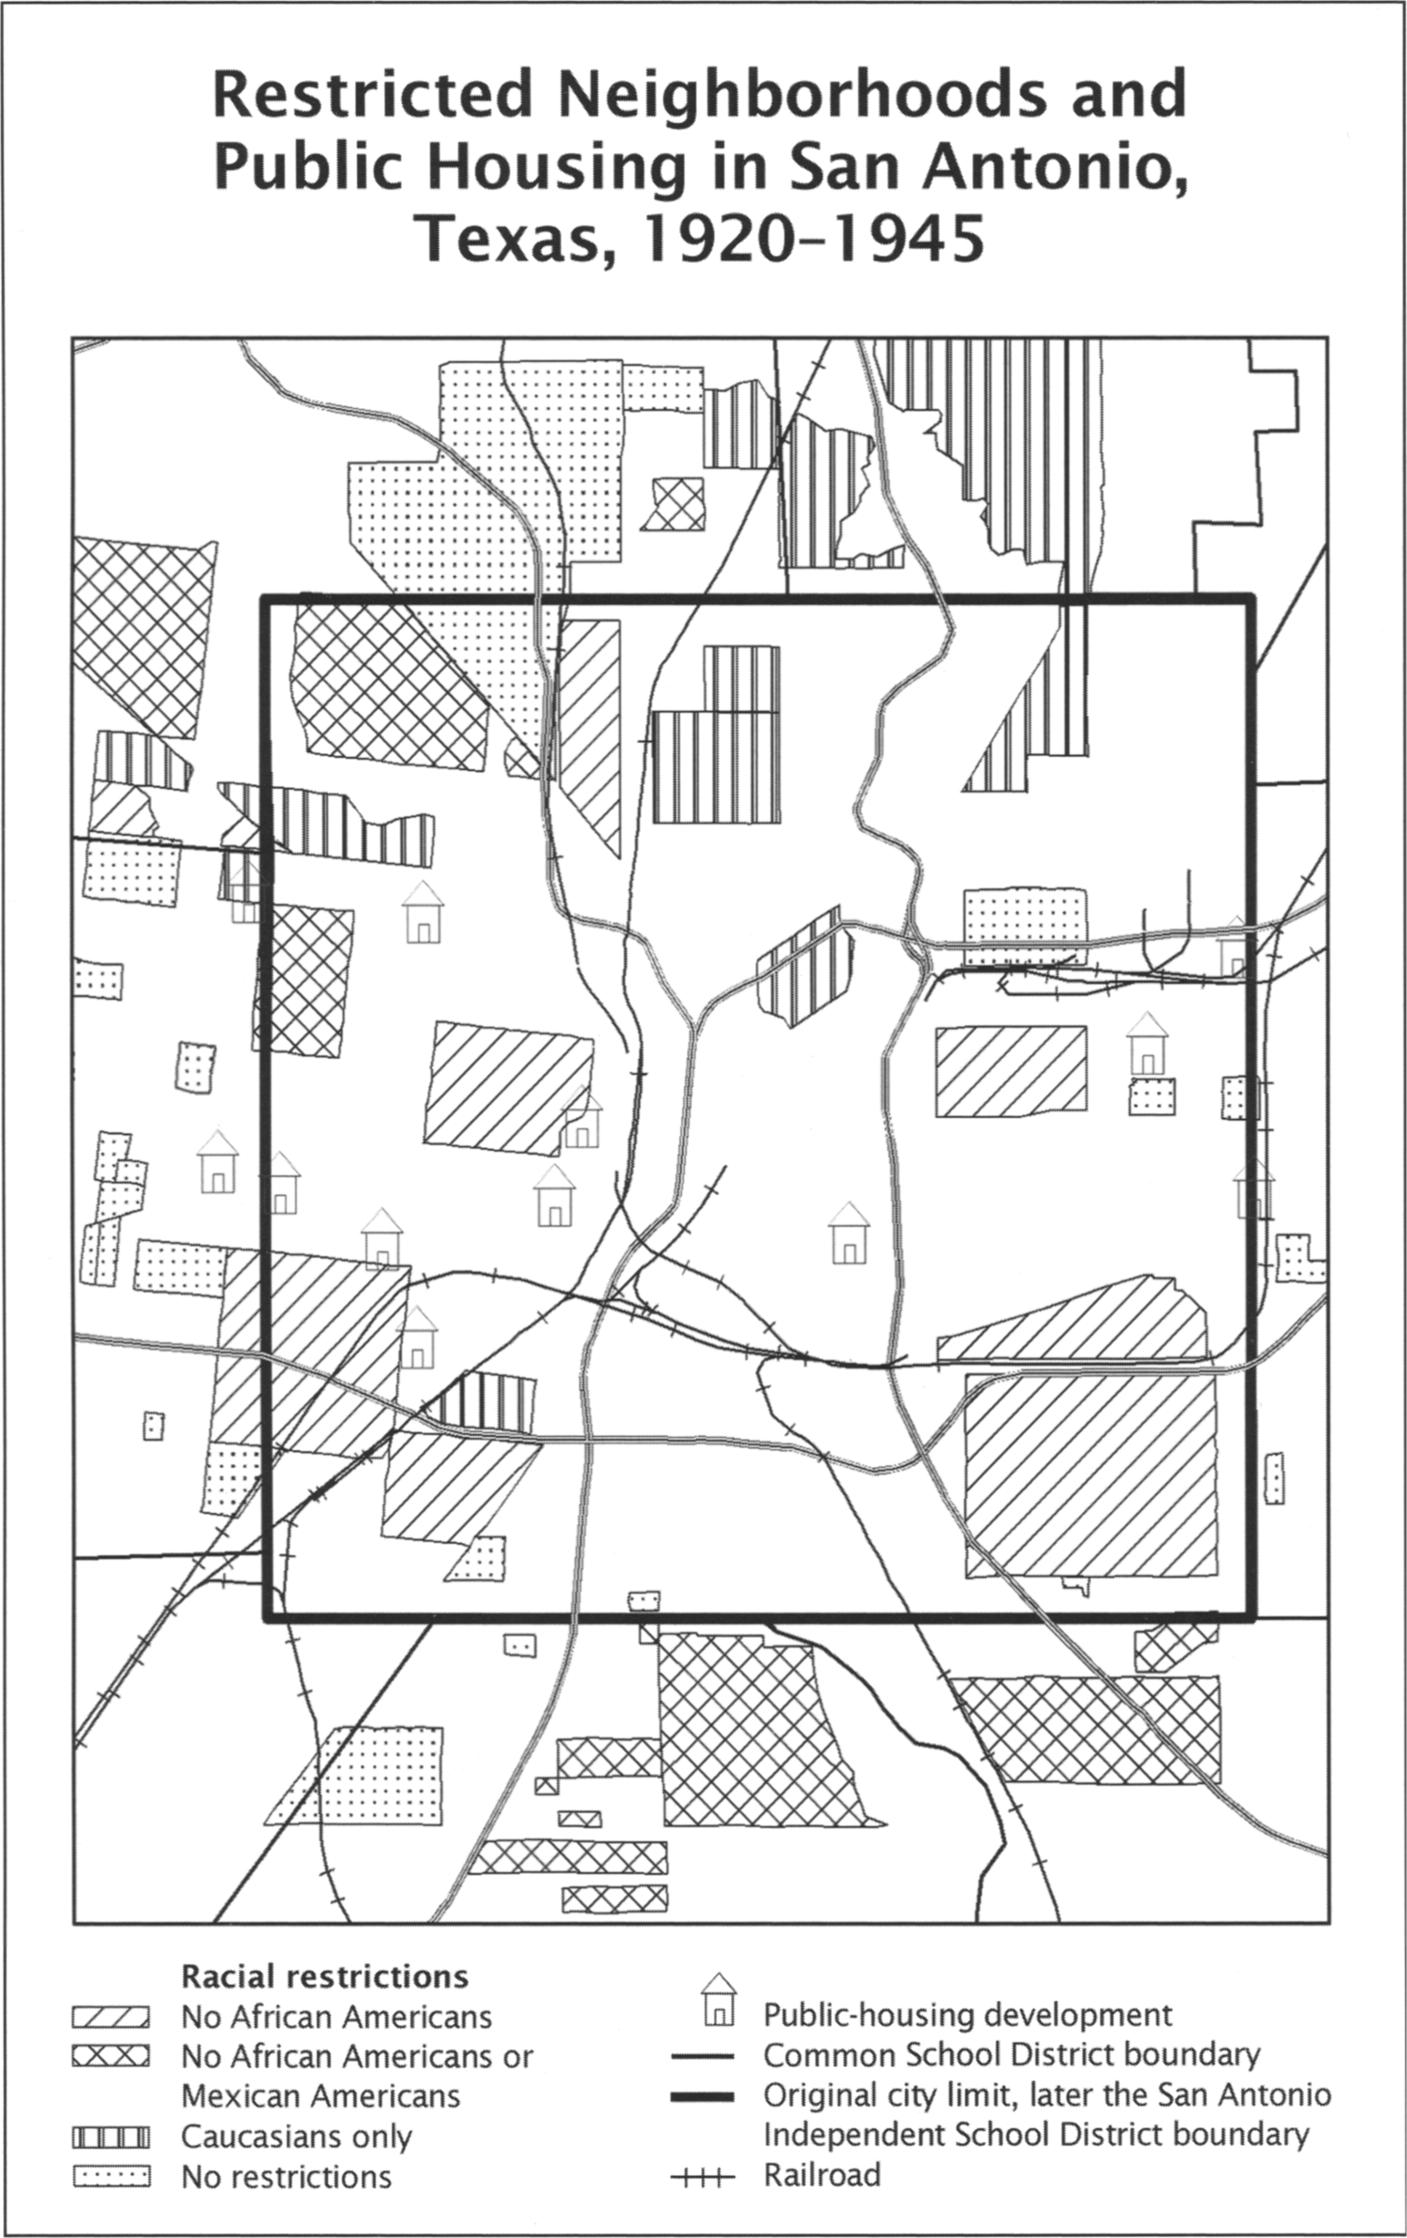 Restricted Neighborhoods and
Public Housing in San Antonio,
Texas, 1920–1945
Racial restrictions
No African Americans
No African Americans or
Mexican Americans
Caucasians only
No restrictions
Public-housing development
Common School District boundary
Original city limit, later the San Antonio
Independent School District boundary
Railroad